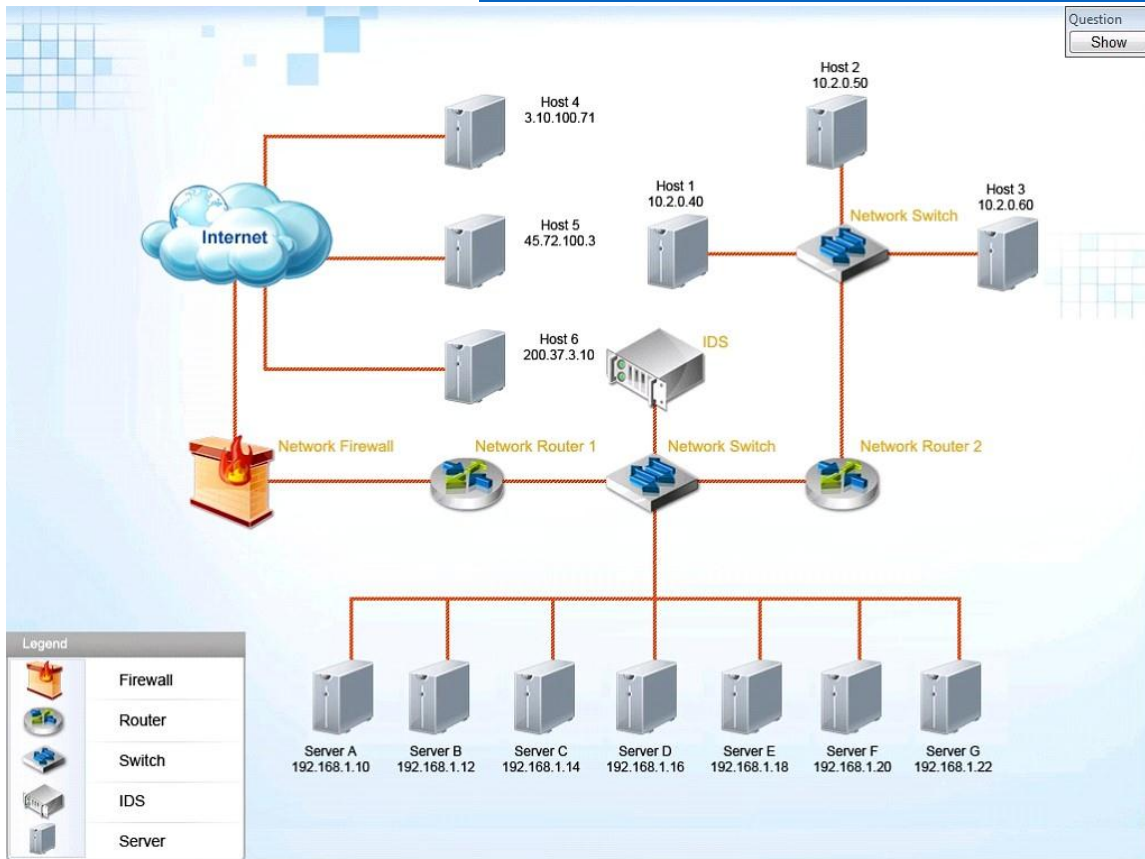 Question
Show
Host 2
10.2.0.50
Host 4
3.10.100.71
Host 1
10.2.0.40
Host 3
10.2.0.60
Network Switch
Internet
Host 5
45.72.100.3
Host 6
200.37.3.10
IDS
Network Firewall
Network Router 1
Network Switch
Network Router 2
Legend
Firewall
Router
Switch
IDS
Server
Server A
192.168.1.10
Server B
192.168.1.12
Server C
192.168.1.14
Server D
192.168.1.16
Server E
192.168.1.18
Server F
192.168.1.20
Server G
192.168.1.22